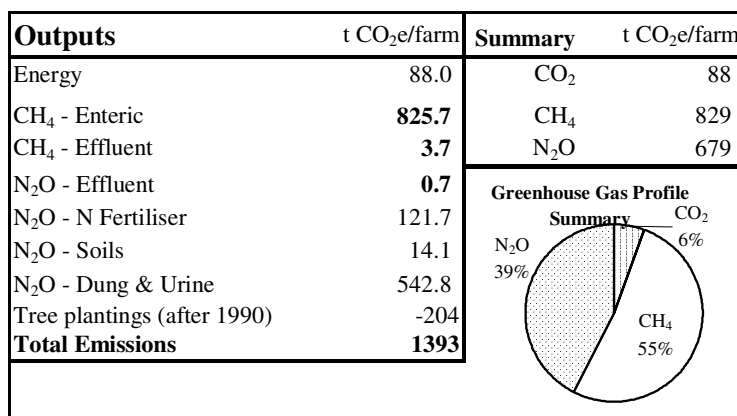 Outputs t CO₂e/farm
Energy 88.0
CH₄ - Enteric 825.7
CH₄ - Effluent 3.7
N₂O - Effluent 0.7
N₂O - N Fertiliser 121.7
N₂O - Soils 14.1
N₂O - Dung & Urine 542.8
Tree plantings (after 1990) -204
Total Emissions 1393
Summary t CO₂e/farm
CO₂ 88
CH₄ 829
N₂O 679
Greenhouse Gas Profile
Summary
CO₂
6%
N₂O
39%
CH₄
55%